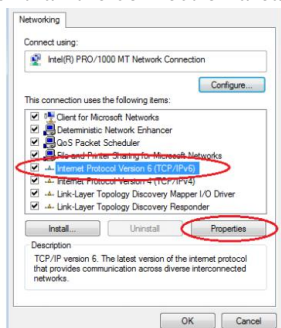 Networking
Connect using:
Intel(R) PRO/1000 MT Network Connection
Configure...
This connection uses the following items:
Client for Microsoft Networks
Deterministic Network Enhancer
QoS Packet Scheduler
File and Printer Sharing for Microsoft Networks
Internet Protocol Version 6 (TCP/IPv6)
Internet Protocol Version 4 (TCP/IPv4)
Link-Layer Topology Discovery Mapper I/O Driver
Link-Layer Topology Discovery Responder
Install...
Uninstall
Properties
Description
TCP/IP version 6. The latest version of the internet protocol
that provides communication across diverse interconnected
networks.
OK
Cancel